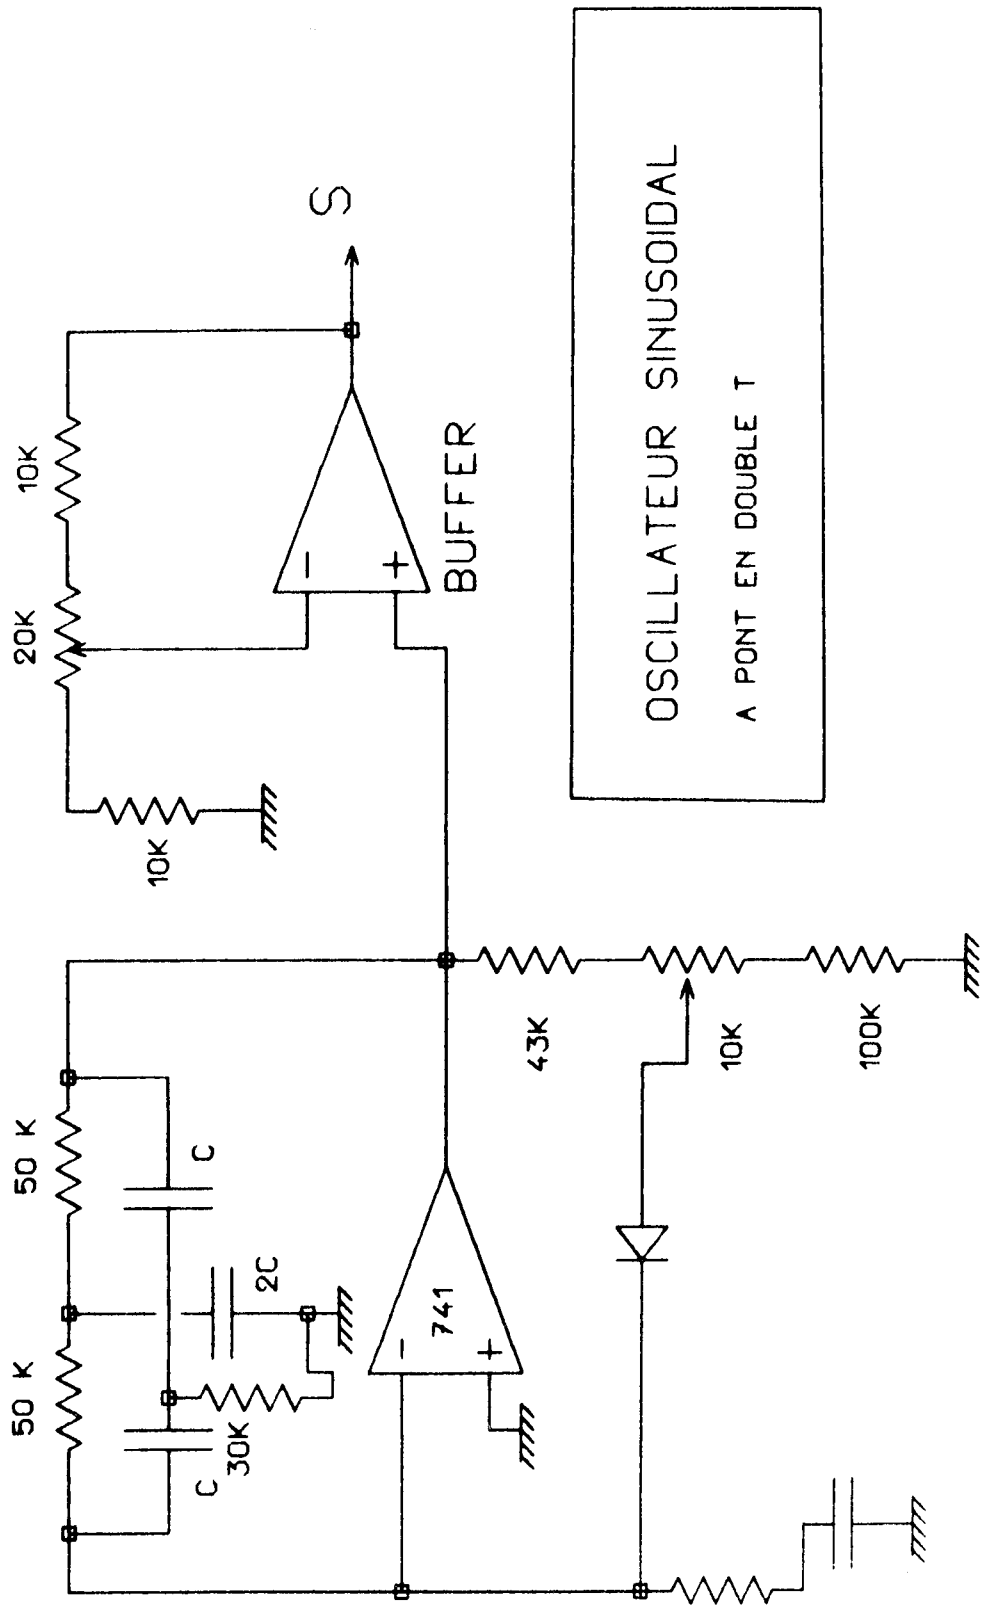 50 K
50 K
C
C
30K
2C
741
-
+
43K
10K
100K
10K
20K
10K
-
+
BUFFER
S
OSCILLATEUR SINUSOIDAL
A PONT EN DOUBLE T